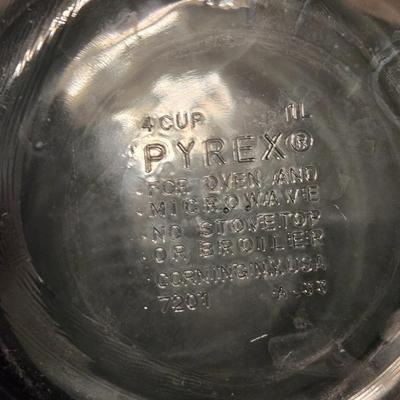 4 CUP 1L
PYREX®
FOR OVEN AND
MICROWAVE
NO STOVETOP
OR BROILER
CORNING NY. USA
7201